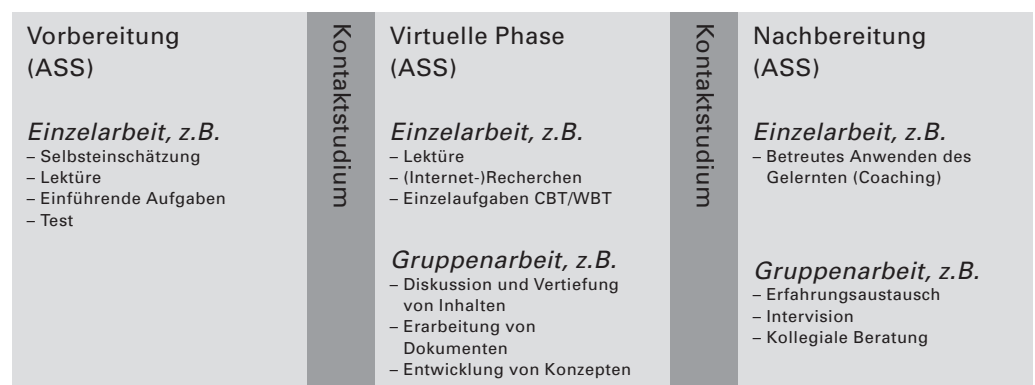 Vorbereitung
(ASS)
Einzelarbeit, z.B.
– Selbsteinschätzung
– Lektüre
– Einführende Aufgaben
– Test
Kontaktstudium
Virtuelle Phase
(ASS)
Einzelarbeit, z.B.
– Lektüre
– (Internet-)Recherchen
– Einzelaufgaben CBT/WBT
Gruppenarbeit, z.B.
– Diskussion und Vertiefung
von Inhalten
– Erarbeitung von
Dokumenten
– Entwicklung von Konzepten
Kontaktstudium
Nachbereitung
(ASS)
Einzelarbeit, z.B.
– Betreutes Anwenden des
Gelernten (Coaching)
Gruppenarbeit, z.B.
– Erfahrungsaustausch
– Intervision
– Kollegiale Beratung